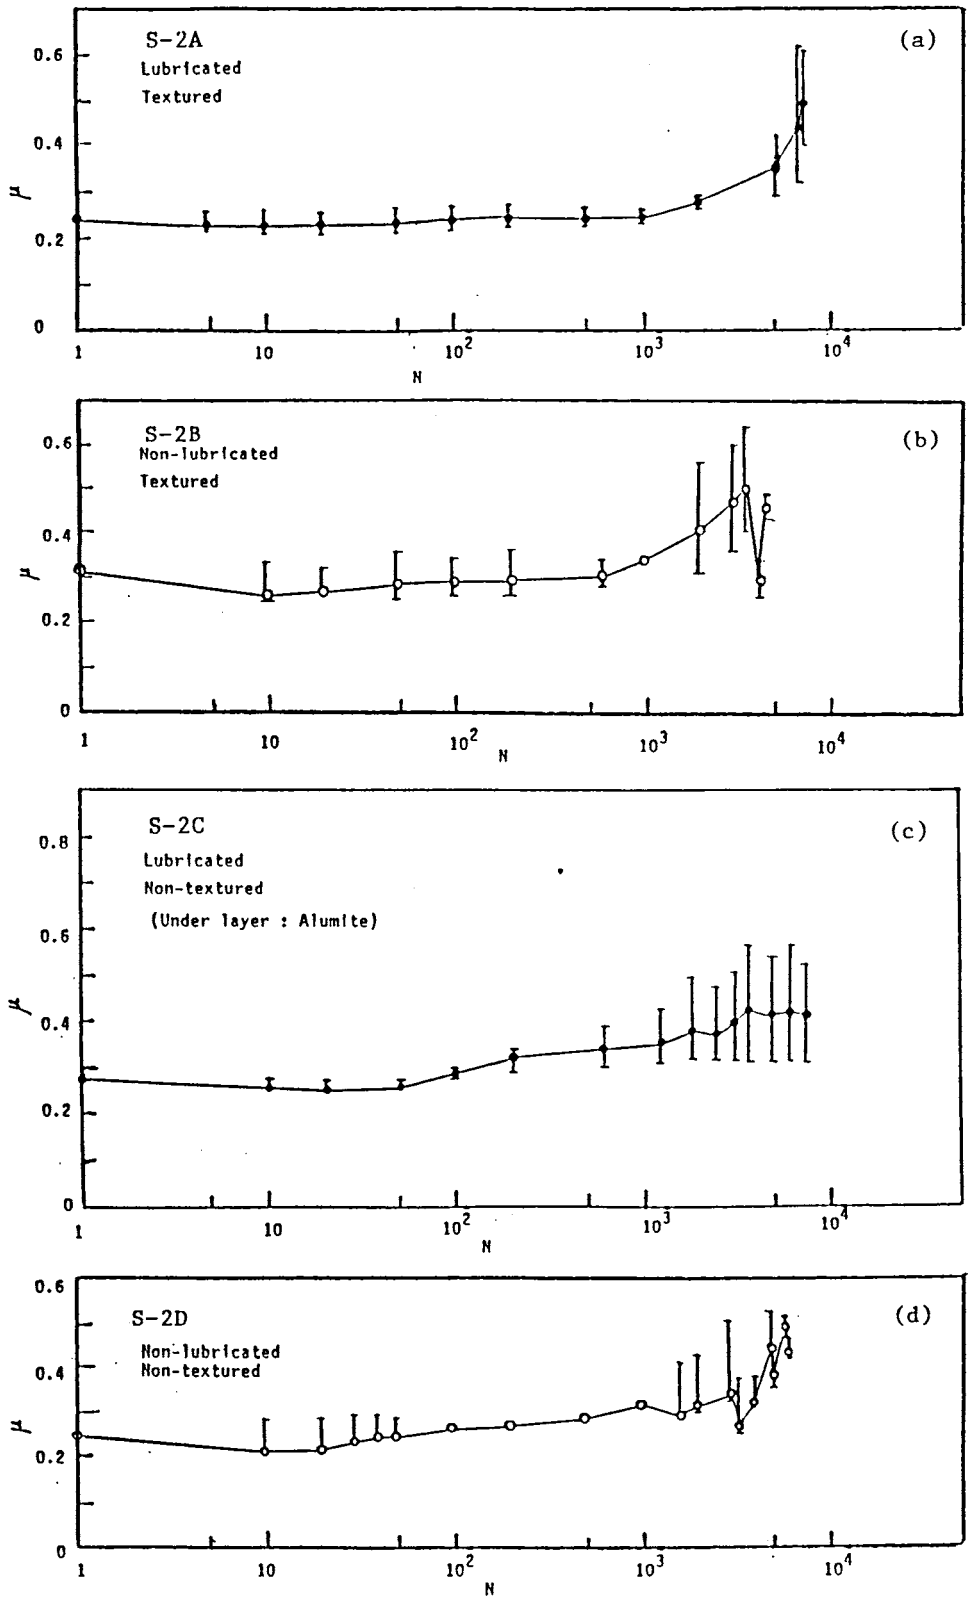 S-2A
(a)
Lubricated
Textured
0.6
0.4
0.2
0
μ
1
10
10²
10³
10⁴
N
S-2B
(b)
Non-lubricated
Textured
0.6
0.4
0.2
0
μ
1
10
10²
10³
10⁴
N
S-2C
(c)
Lubricated
Non-textured
(Under layer : Alumite)
0.8
0.6
0.4
0.2
0
μ
1
10
10²
10³
10⁴
N
S-2D
(d)
Non-lubricated
Non-textured
0.6
0.4
0.2
0
μ
1
10
10²
10³
10⁴
N